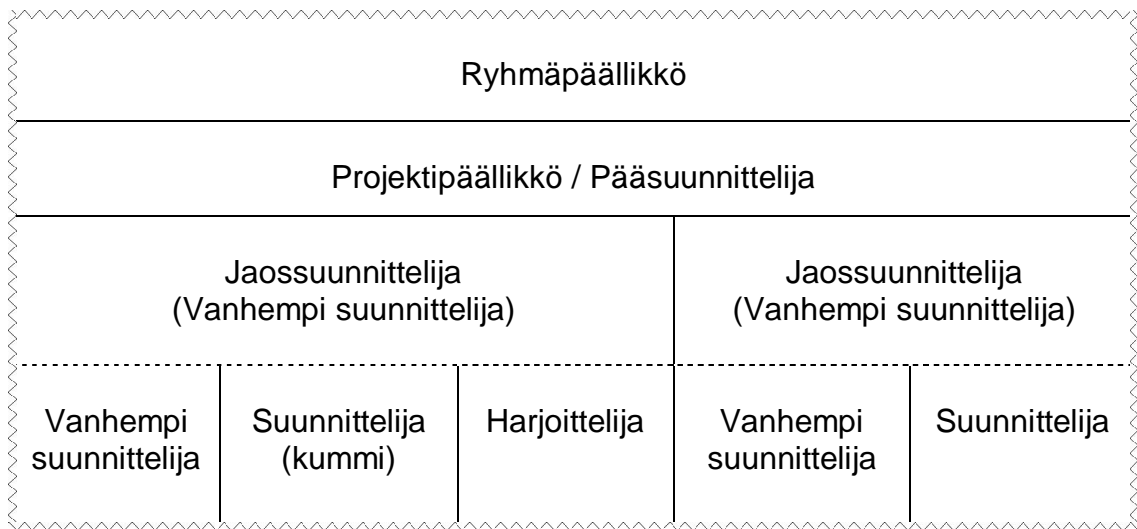 Ryhmäpäällikkö
Projektipäällikkö / Pääsuunnittelija
Jaossuunnittelija
(Vanhempi suunnittelija)
Jaossuunnittelija
(Vanhempi suunnittelija)
Vanhempi
suunnittelija
Suunnittelija
(kummi)
Harjoittelija
Vanhempi
suunnittelija
Suunnittelija